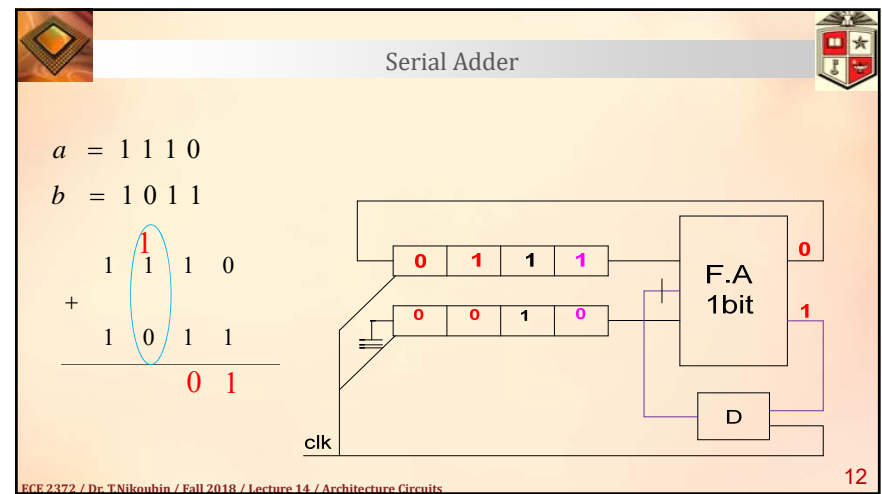 Serial Adder
a = 1 1 1 0
b = 1 0 1 1
1
1 1 1 0
+
1 0 1 1
0 1
0 1 1 1
0 0 1 0
F.A
1bit
0
1
D
clk
12
ECE 2372 / Dr. T.Nikoubin / Fall 2018 / Lecture 14 / Architecture Circuits